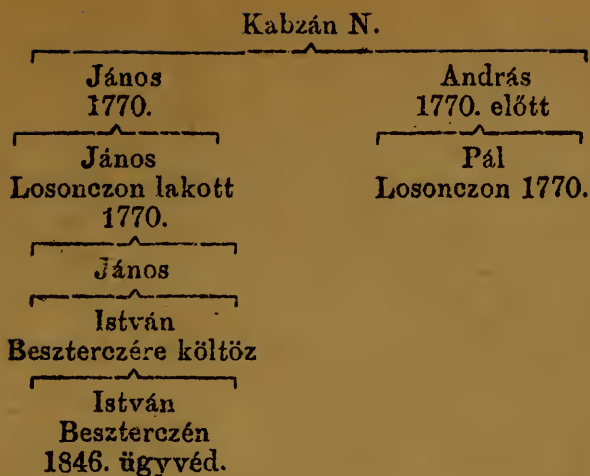 Kabzán N.
János
1770.
András
1770. előtt
János
Losonczon lakott
1770.
Pál
Losonczon 1770.
János
István
Beszterczére költöz
István
Beszterczén
1846. ügyvéd.